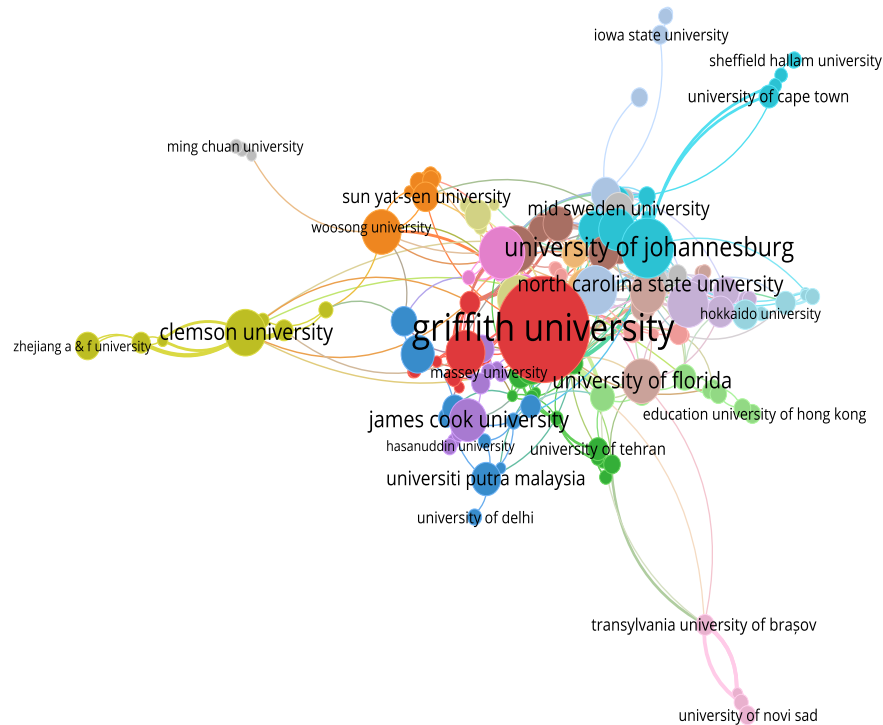 iowa state university
sheffield hallam university
university of cape town
ming chuan university
sun yat-sen university
mid sweden university
woosong university
university of johannesburg
north carolina state university
hokkaido university
griffith university
clemson university
zhejiang a & f university
massey university
university of florida
education university of hong kong
james cook university
hasanuddin university
university of tehran
universiti putra malaysia
university of delhi
transylvania university of brașov
university of novi sad